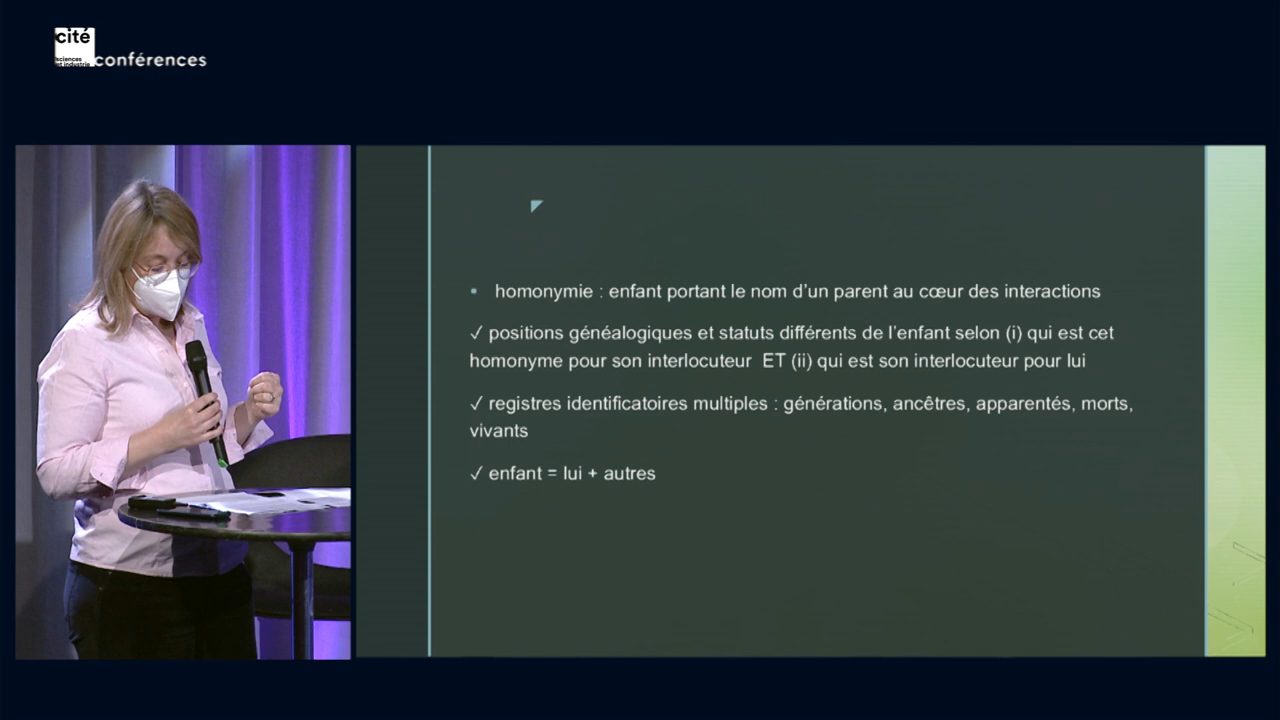 cité
sciences
et industrie
conférences
▪ homonymie : enfant portant le nom d’un parent au cœur des interactions
✓ positions généalogiques et statuts différents de l’enfant selon (i) qui est cet
homonyme pour son interlocuteur ET (ii) qui est son interlocuteur pour lui
✓ registres identificatoires multiples : générations, ancêtres, apparentés, morts,
vivants
✓ enfant = lui + autres